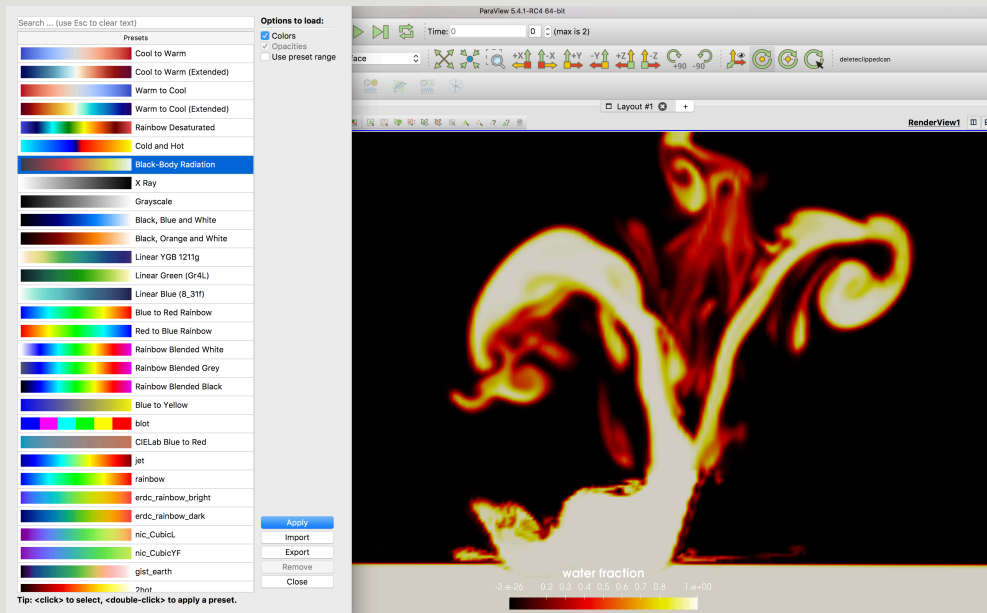 ParaView 5.4.1-RC4 64-bit
Search ... (use Esc to clear text)
Options to load:
Presets
Colors
Opacities
Use preset range
Time: 0
0
(max is 2)
face
+X
-X
+Y
-Y
+Z
-Z
+90
-90
deleteclippedcan
Layout #1
+
RenderView1
Cool to Warm
Cool to Warm (Extended)
Warm to Cool
Warm to Cool (Extended)
Rainbow Desaturated
Cold and Hot
Black-Body Radiation
X Ray
Grayscale
Black, Blue and White
Black, Orange and White
Linear YGB 1211g
Linear Green (Gr4L)
Linear Blue (8_31f)
Blue to Red Rainbow
Red to Blue Rainbow
Rainbow Blended White
Rainbow Blended Grey
Rainbow Blended Black
Blue to Yellow
blot
CIELab Blue to Red
jet
rainbow
erdc_rainbow_bright
erdc_rainbow_dark
nic_CubicL
nic_CubicYF
gist_earth
2hot
Apply
Import
Export
Remove
Close
Tip: <click> to select, <double-click> to apply a preset.
water fraction
-3.e-26 0.2 0.3 0.4 0.5 0.6 0.7 0.8 1.e+00